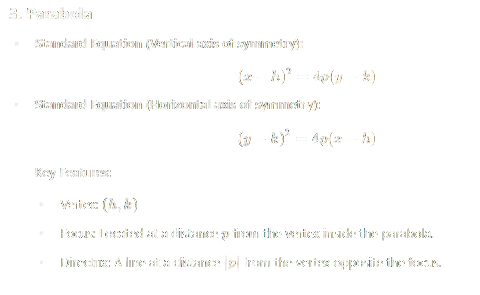 3. Parabola
• Standard Equation (Vertical axis of symmetry):
(x − h)² = 4p(y − k)
• Standard Equation (Horizontal axis of symmetry):
(y − k)² = 4p(x − h)
Key Features:
• Vertex: (h, k)
• Focus: Located at a distance p from the vertex inside the parabola.
• Directrix: A line at a distance |p| from the vertex opposite the focus.